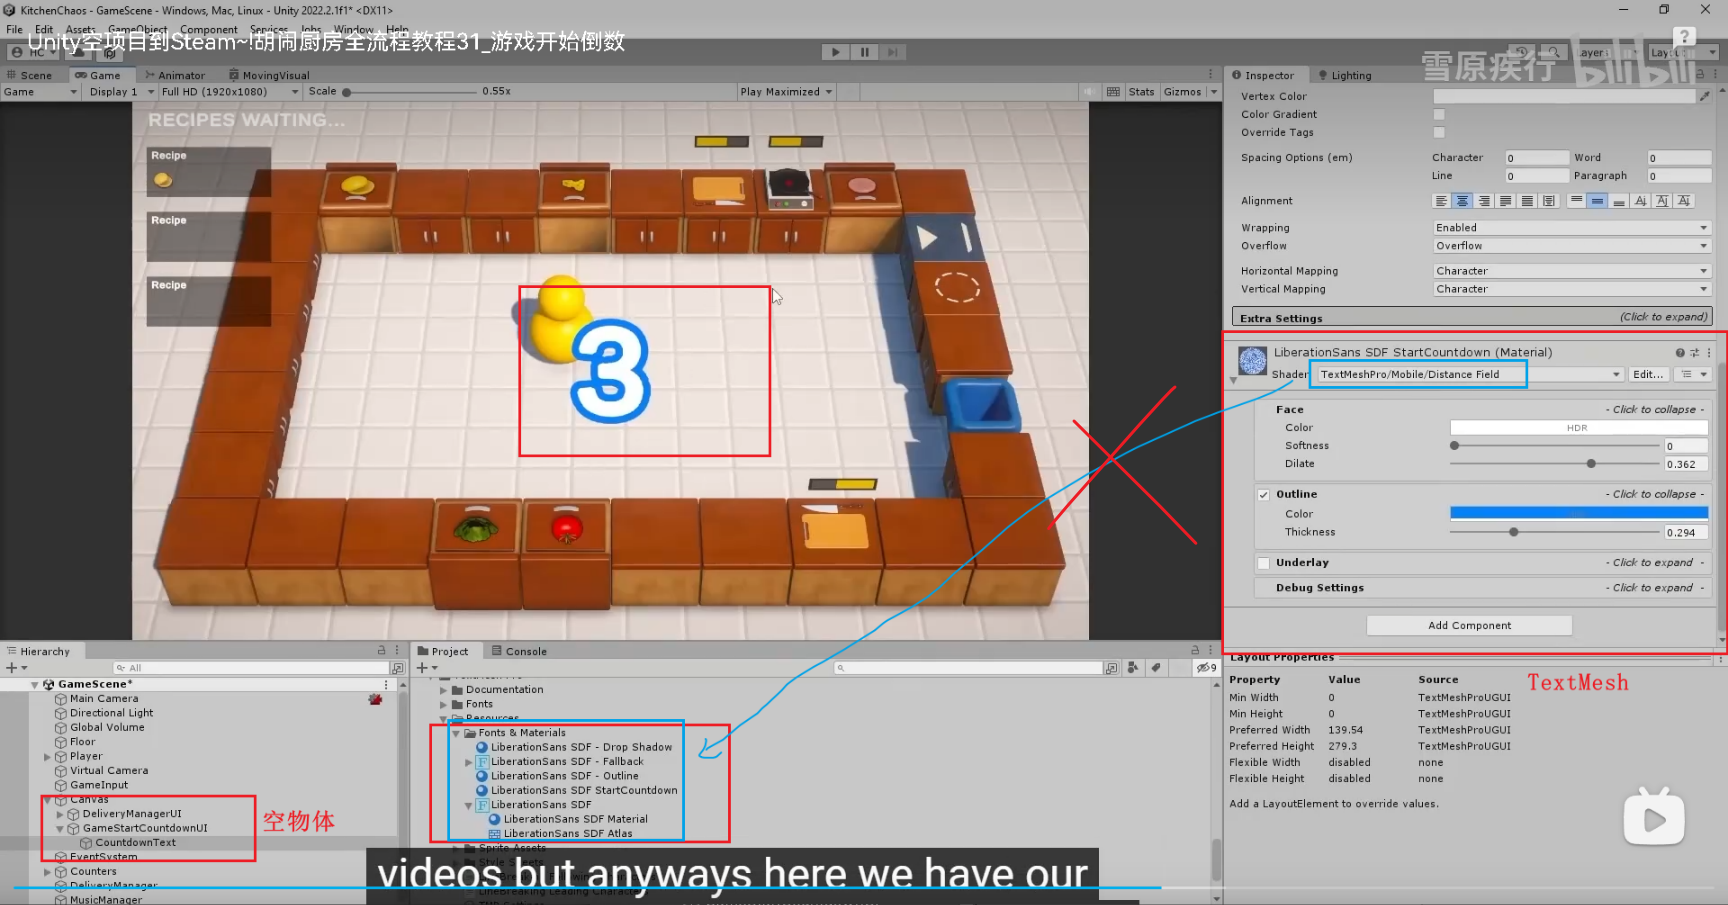 KitchenChaos - GameScene - Windows, Mac, Linux - Unity 2022.2.1f1* <DX11>
File Edit Assets GameObject Component Services Jobs Window Help
Unity空项目到Steam~!胡闹厨房全流程教程31_游戏开始倒数
HC
Layers
雪原疾行 bilibili
Scene Game Animator MovingVisual
Game Display 1 Full HD (1920x1080) Scale 0.55x Play Maximized Stats Gizmos
RECIPES WAITING...
Recipe
Recipe
Recipe
3
Inspector Lighting
Vertex Color
Color Gradient
Override Tags
Spacing Options (em) Character 0 Word 0
Line 0 Paragraph 0
Alignment
Wrapping Enabled
Overflow Overflow
Horizontal Mapping Character
Vertical Mapping Character
Extra Settings (Click to expand)
LiberationSans SDF StartCountdown (Material)
Shader TextMeshPro/Mobile/Distance Field Edit...
Face - Click to collapse -
Color HDR
Softness 0
Dilate 0.362
Outline - Click to collapse -
Color
Thickness 0.294
Underlay - Click to expand -
Debug Settings - Click to expand -
Add Component
Layout Properties
Property Value Source
Min Width 0 TextMeshProUGUI
Min Height 0 TextMeshProUGUI
Preferred Width 139.54 TextMeshProUGUI
Preferred Height 279.3 TextMeshProUGUI
Flexible Width disabled none
Flexible Height disabled none
Add a LayoutElement to override values.
TextMesh
Hierarchy
All
GameScene*
Main Camera
Directional Light
Global Volume
Floor
Player
Virtual Camera
GameInput
Canvas
DeliveryManagerUI
GameStartCountdownUI
CountdownText
EventSystem
Counters
DeliveryManager
MusicManager
空物体
Project Console
9
Documentation
Fonts
Resources
Fonts & Materials
LiberationSans SDF - Drop Shadow
LiberationSans SDF - Fallback
LiberationSans SDF - Outline
LiberationSans SDF StartCountdown
LiberationSans SDF
LiberationSans SDF Material
LiberationSans SDF Atlas
Sprite Assets
Style Sheets
videos but anyways here we have our